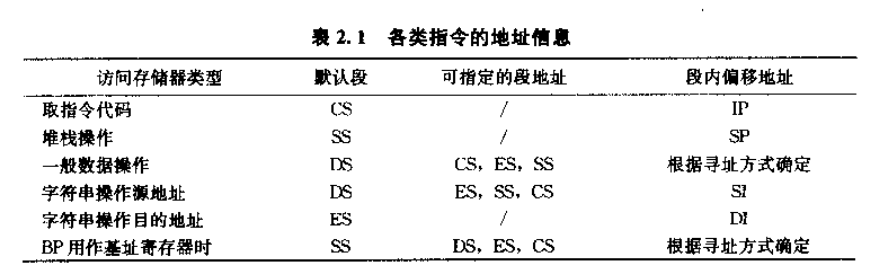 表 2.1 各类指令的地址信息
访问存储器类型 默认段 可指定的段地址 段内偏移地址
取指令代码 CS / IP
堆栈操作 SS / SP
一般数据操作 DS CS，ES，SS 根据寻址方式确定
字符串操作源地址 DS ES，SS，CS SI
字符串操作目的地址 ES / DI
BP 用作基址寄存器时 SS DS，ES，CS 根据寻址方式确定